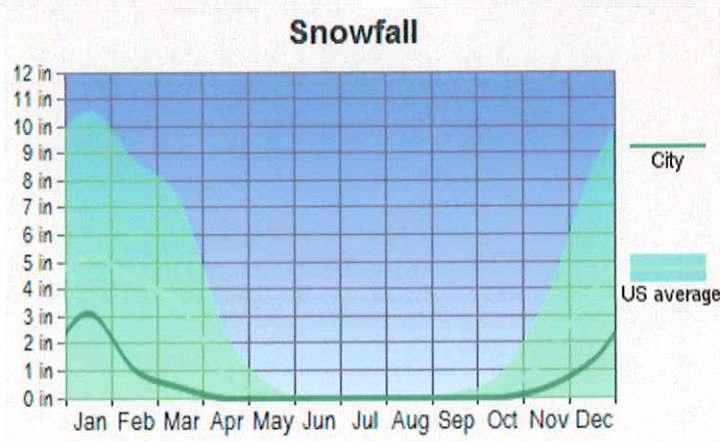 Snowfall
12 in
11 in
10 in
9 in
8 in
7 in
6 in
5 in
4 in
3 in
2 in
1 in
0 in
Jan Feb Mar Apr May Jun Jul Aug Sep Oct Nov Dec
City
US average